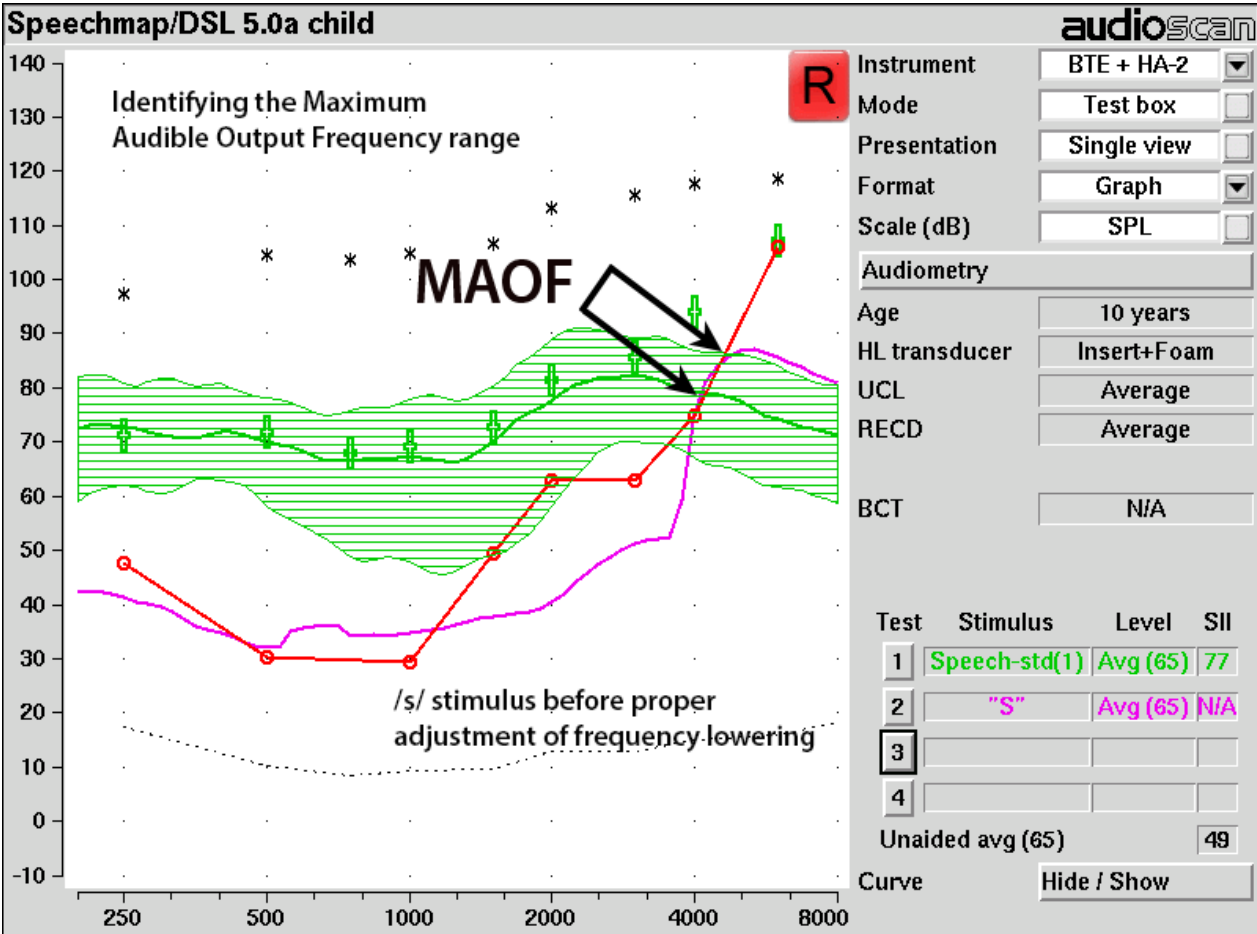 Speechmap/DSL 5.0a child
audioscan
140
130
120
110
100
90
80
70
60
50
40
30
20
10
0
-10
Identifying the Maximum
Audible Output Frequency range
R
MAOF
/s/ stimulus before proper
adjustment of frequency lowering
250 500 1000 2000 4000 8000
Instrument BTE + HA-2
Mode Test box
Presentation Single view
Format Graph
Scale (dB) SPL
Audiometry
Age 10 years
HL transducer Insert+Foam
UCL Average
RECD Average
BCT N/A
Test Stimulus Level SII
1 Speech-std(1) Avg (65) 77
2 "S" Avg (65) N/A
3
4
Unaided avg (65) 49
Curve Hide / Show